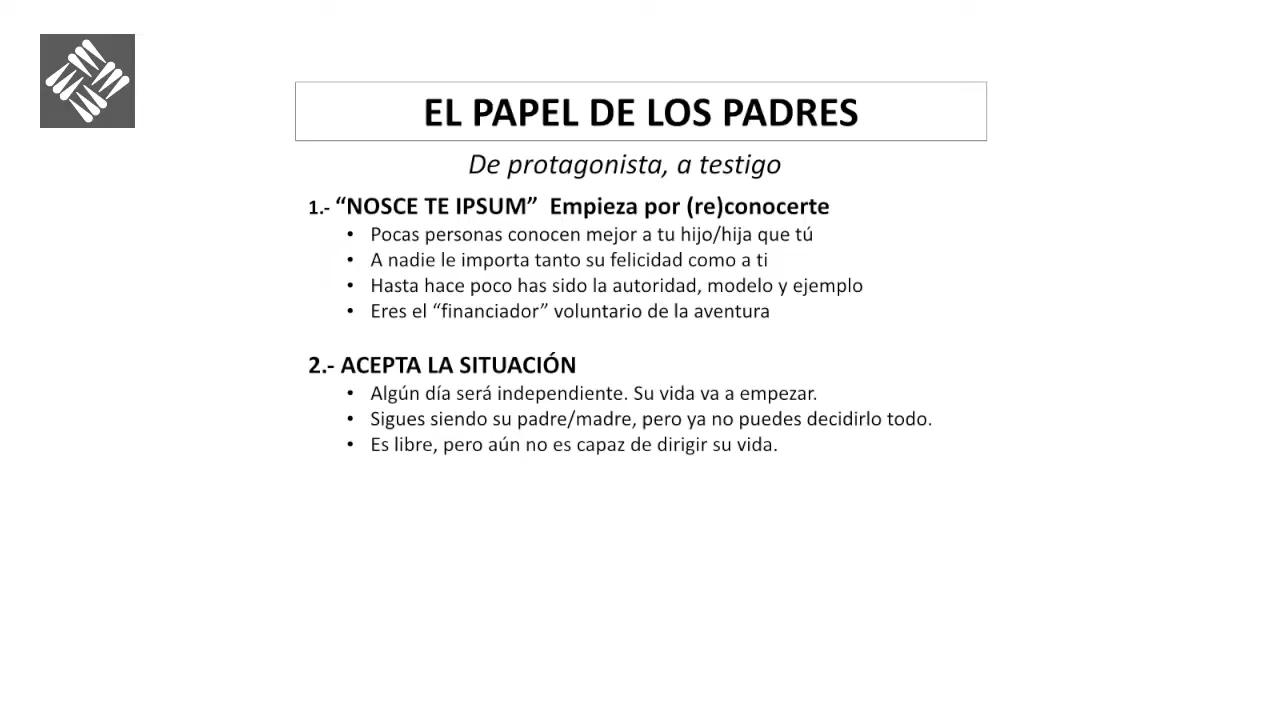 EL PAPEL DE LOS PADRES
De protagonista, a testigo
1.- “NOSCE TE IPSUM” Empieza por (re)conocerte
• Pocas personas conocen mejor a tu hijo/hija que tú
• A nadie le importa tanto su felicidad como a ti
• Hasta hace poco has sido la autoridad, modelo y ejemplo
• Eres el “financiador” voluntario de la aventura
2.- ACEPTA LA SITUACIÓN
• Algún día será independiente. Su vida va a empezar.
• Sigues siendo su padre/madre, pero ya no puedes decidirlo todo.
• Es libre, pero aún no es capaz de dirigir su vida.